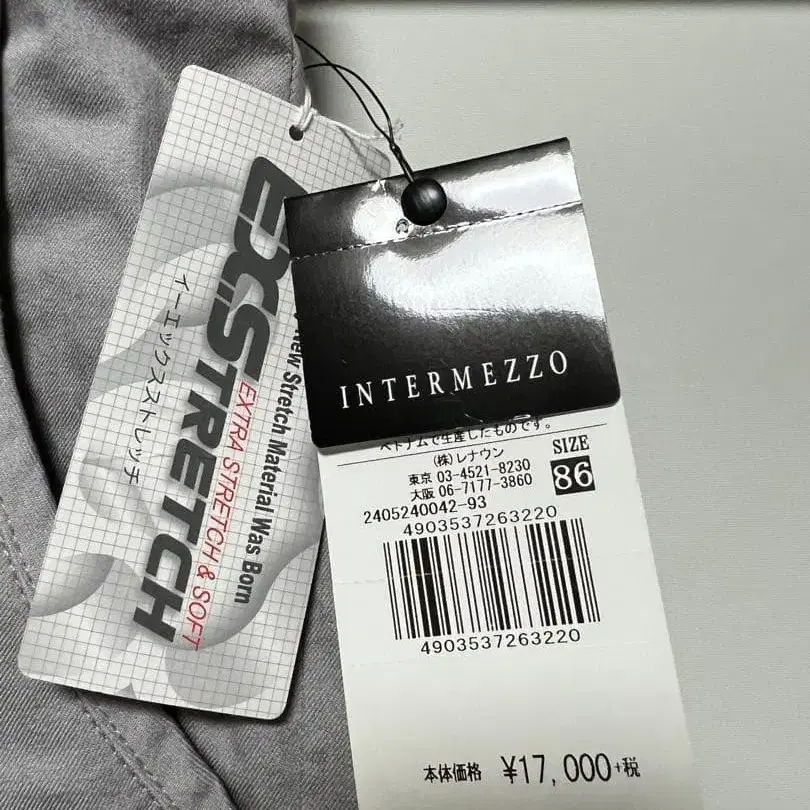 EXSTRETCH
EXTRA STRETCH & SOFT
New Stretch Material Was Born
イーエックスストレッチ
INTERMEZZO
ベトナムで生産したものです。
(株)レナウン
東京 03-4521-8230
大阪 06-7177-3860
SIZE
86
2405240042-93
4903537263220
4903537263220
本体価格 ¥17,000+税